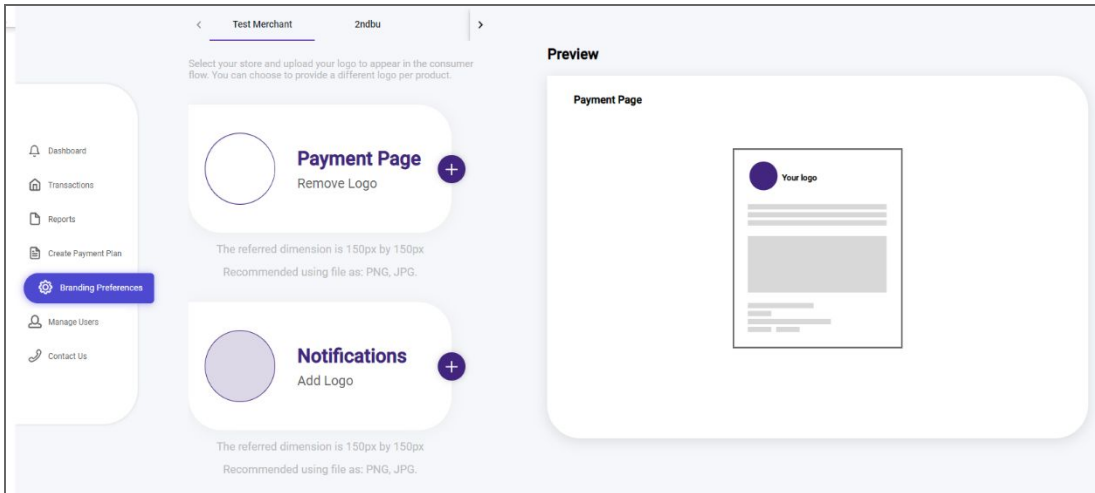 Test Merchant
2ndbu
Select your store and upload your logo to appear in the consumer
flow. You can choose to provide a different logo per product.
Dashboard
Transactions
Reports
Create Payment Plan
Branding Preferences
Manage Users
Contact Us
Payment Page
Remove Logo
The referred dimension is 150px by 150px
Recommended using file as: PNG, JPG.
Notifications
Add Logo
The referred dimension is 150px by 150px
Recommended using file as: PNG, JPG.
Preview
Payment Page
Your logo